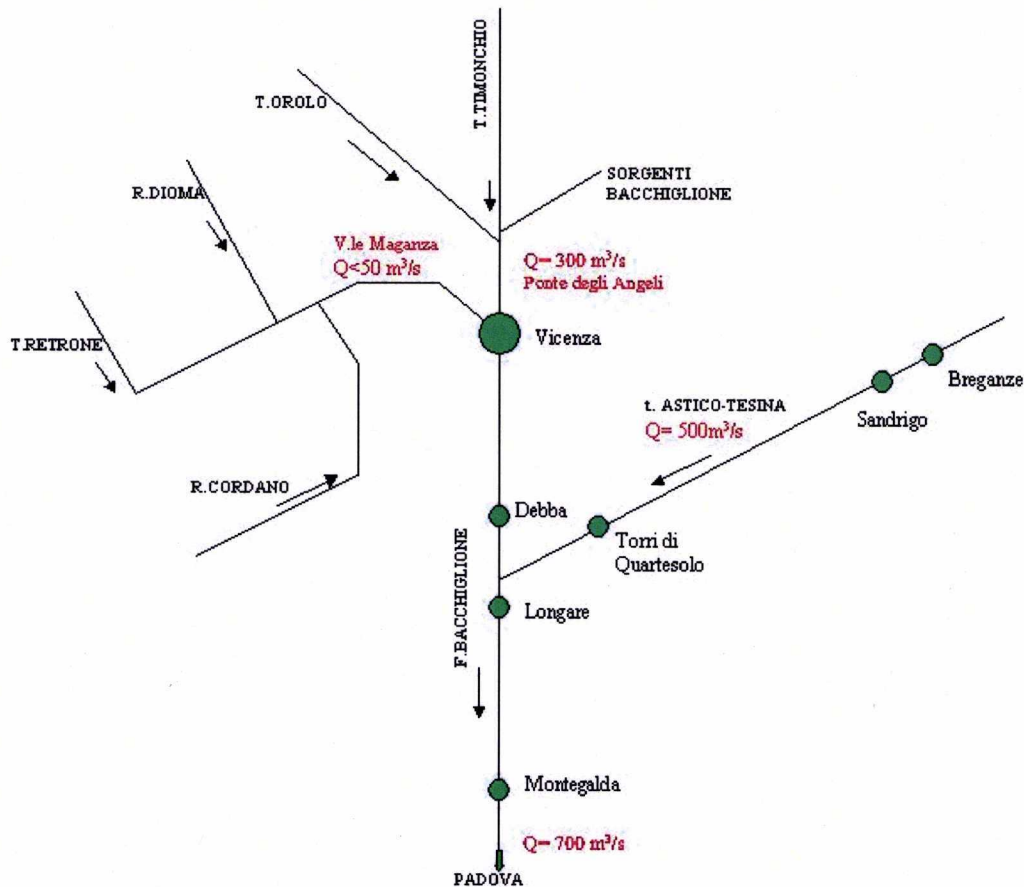 T.TIMONCHIO
T.OROLO
SORGENTI
BACCHIGLIONE
R.DIOMA
V.le Maganza
Q<50 m³/s
Q= 300 m³/s
Ponte degli Angeli
T.RETRONE
Vicenza
Breganze
t. ASTICO-TESINA
Q= 500m³/s
Sandrigo
R.CORDANO
Debba
Torri di
Quartesolo
F.BACCHIGLIONE
Longare
Montegalda
Q= 700 m³/s
PADOVA